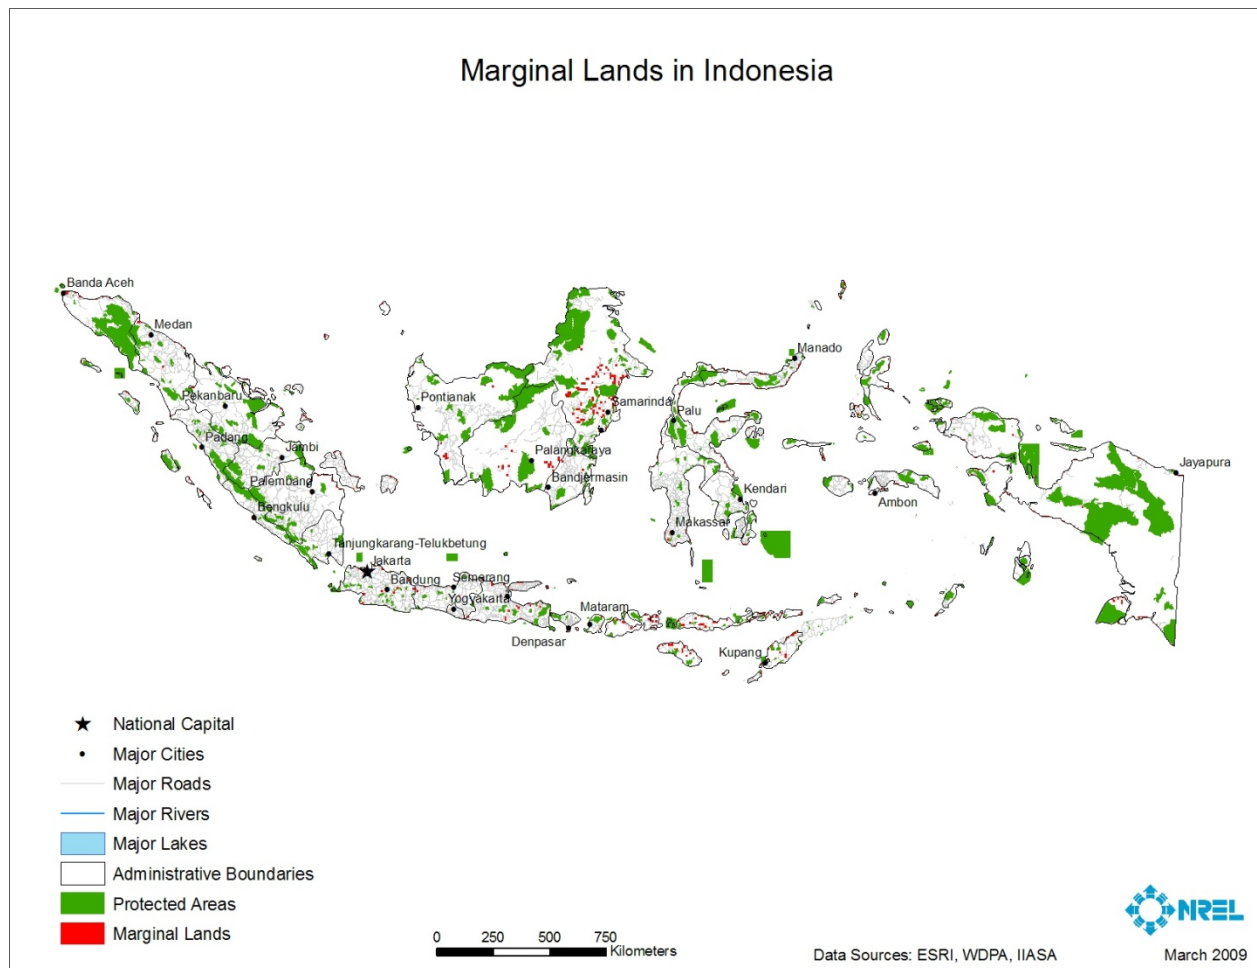 Marginal Lands in Indonesia
Banda Aceh
Medan
Manado
Pekanbaru
Pontianak
Samarinda
Palu
Padang
Jambi
Palangkaraya
Jayapura
Palembang
Bandjermasin
Kendari
Ambon
Bengkulu
Makassar
Tanjungkarang-Telukbetung
Jakarta
Bandung
Semarang
Yogyakarta
Mataram
Denpasar
Kupang
National Capital
Major Cities
Major Roads
Major Rivers
Major Lakes
Administrative Boundaries
Protected Areas
Marginal Lands
0 250 500 750
Kilometers
NREL
Data Sources: ESRI, WDPA, IIASA
March 2009